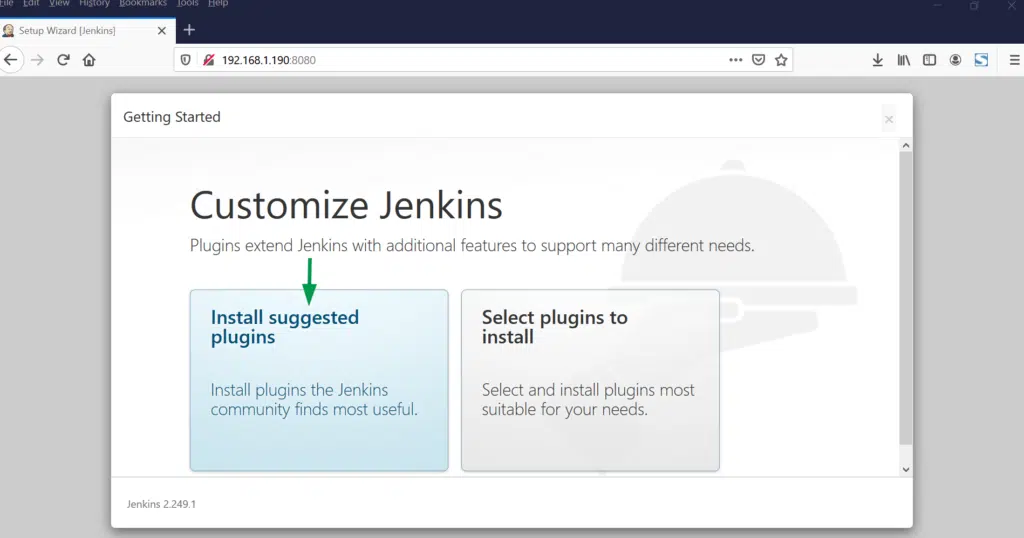 File Edit View History Bookmarks Tools Help
Setup Wizard [Jenkins]
192.168.1.190:8080
Getting Started
Customize Jenkins
Plugins extend Jenkins with additional features to support many different needs.
Install suggested
plugins
Install plugins the Jenkins
community finds most useful.
Select plugins to
install
Select and install plugins most
suitable for your needs.
Jenkins 2.249.1